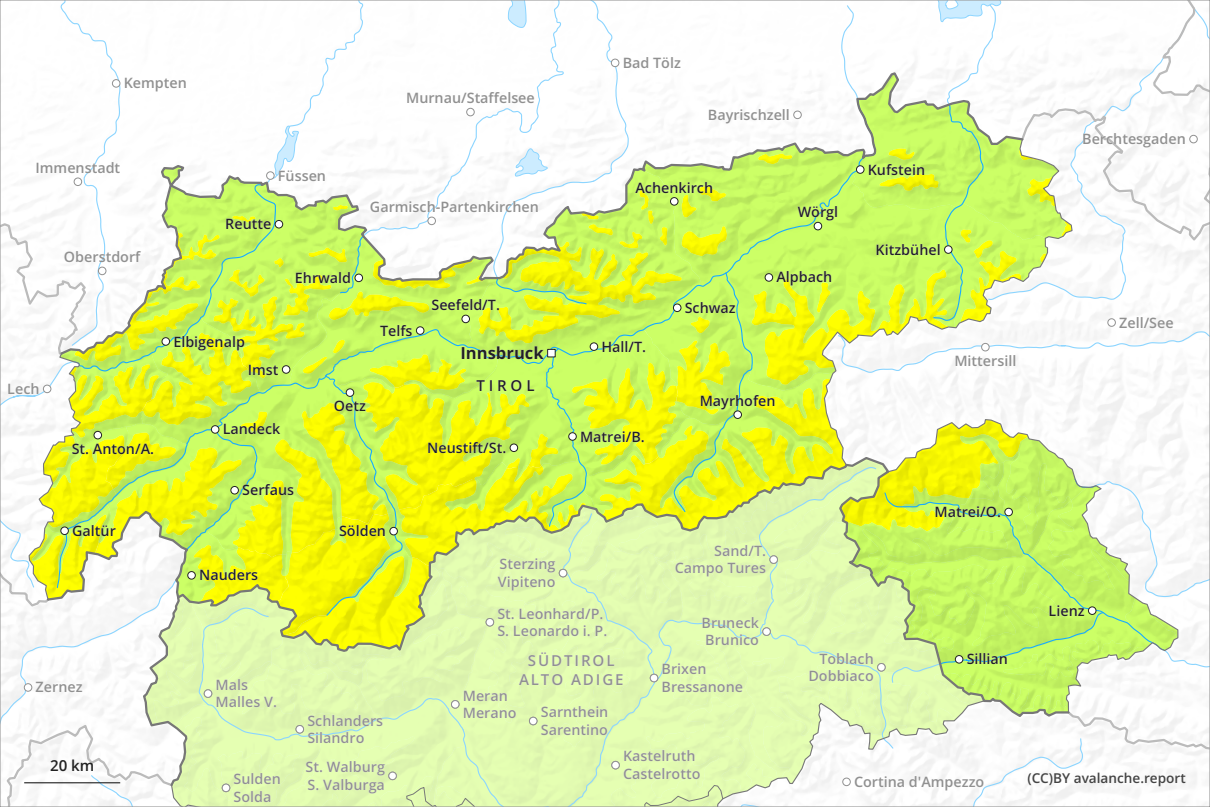 Kempten
Bad Tölz
Murnau/Staffelsee
Bayrischzell
Berchtesgaden
Immenstadt
Füssen
Kufstein
Achenkirch
Garmisch-Partenkirchen
Reutte
Wörgl
Oberstdorf
Kitzbühel
Ehrwald
Alpbach
Seefeld/T.
Schwaz
Zell/See
Telfs
Elbigenalp
Innsbruck
Hall/T.
Mittersill
Imst
TIROL
Lech
Oetz
Mayrhofen
Landeck
Matrei/B.
St. Anton/A.
Neustift/St.
Serfaus
Matrei/O.
Galtür
Sölden
Sterzing
Vipiteno
Sand/T.
Campo Tures
Nauders
Lienz
St. Leonhard/P.
S. Leonardo i. P.
Bruneck
Brunico
SÜDTIROL
ALTO ADIGE
Sillian
Toblach
Dobbiaco
Brixen
Bressanone
Zernez
Mals
Malles V.
Meran
Merano
Sarnthein
Sarentino
Schlanders
Silandro
Kastelruth
Castelrotto
20 km
St. Walburg
S. Valburga
Sulden
Solda
Cortina d'Ampezzo
(CC)BY avalanche.report